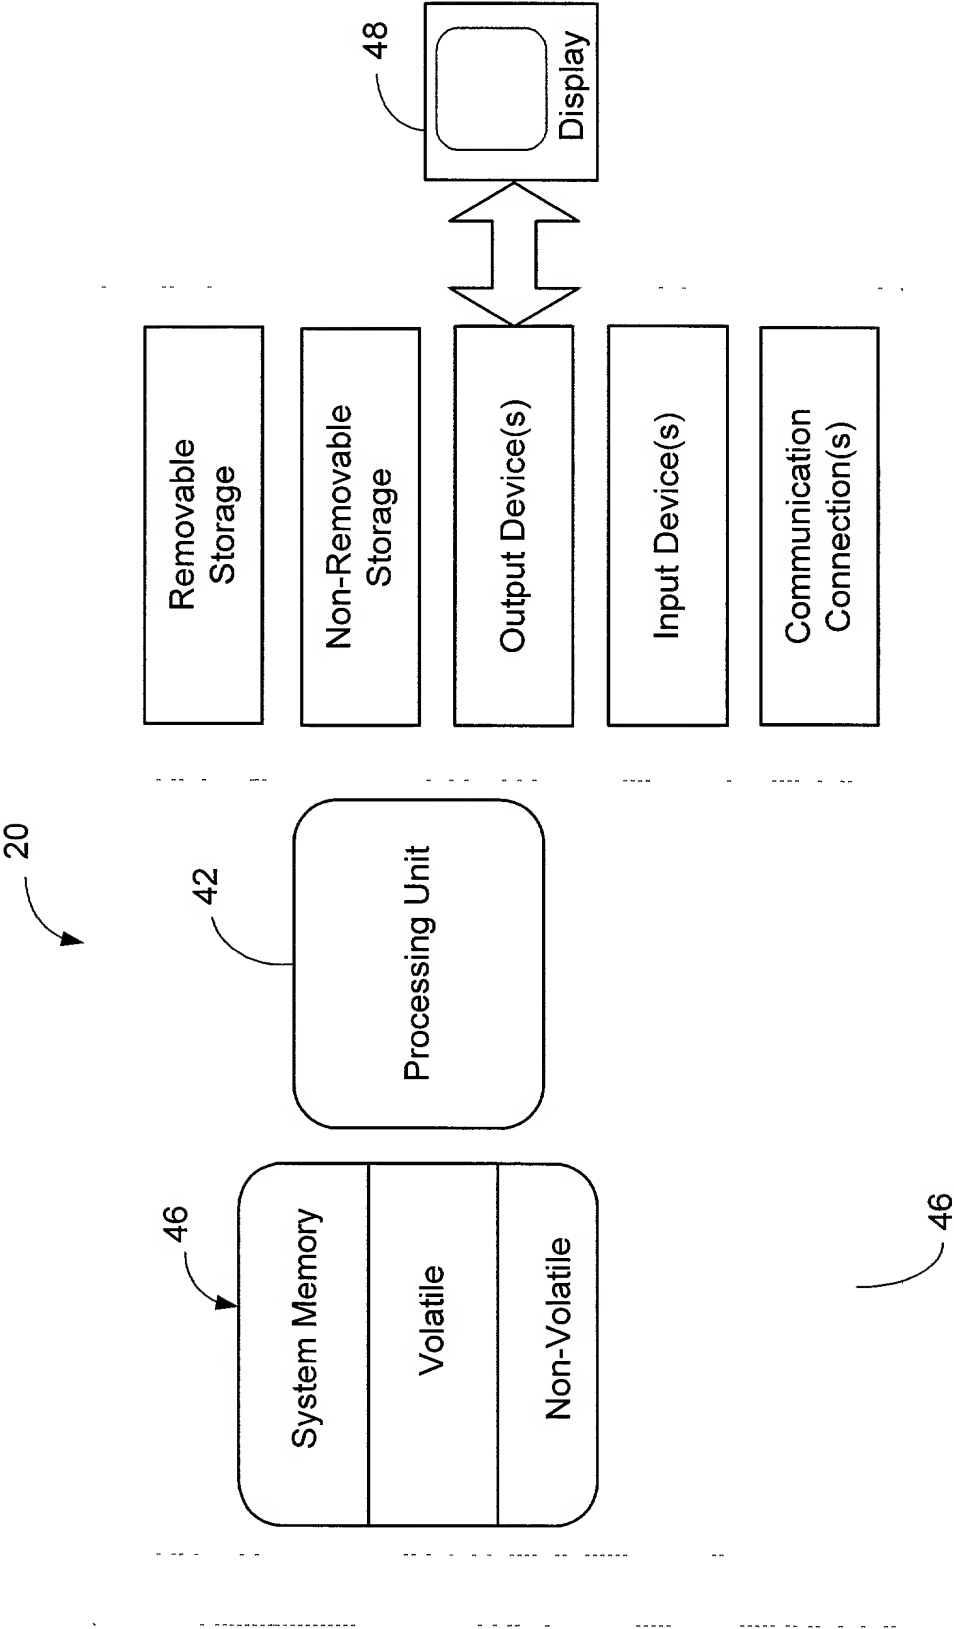 20
46
System Memory
Volatile
Non-Volatile
42
Processing Unit
Removable
Storage
Non-Removable
Storage
Output Device(s)
Input Device(s)
Communication
Connection(s)
48
Display
46